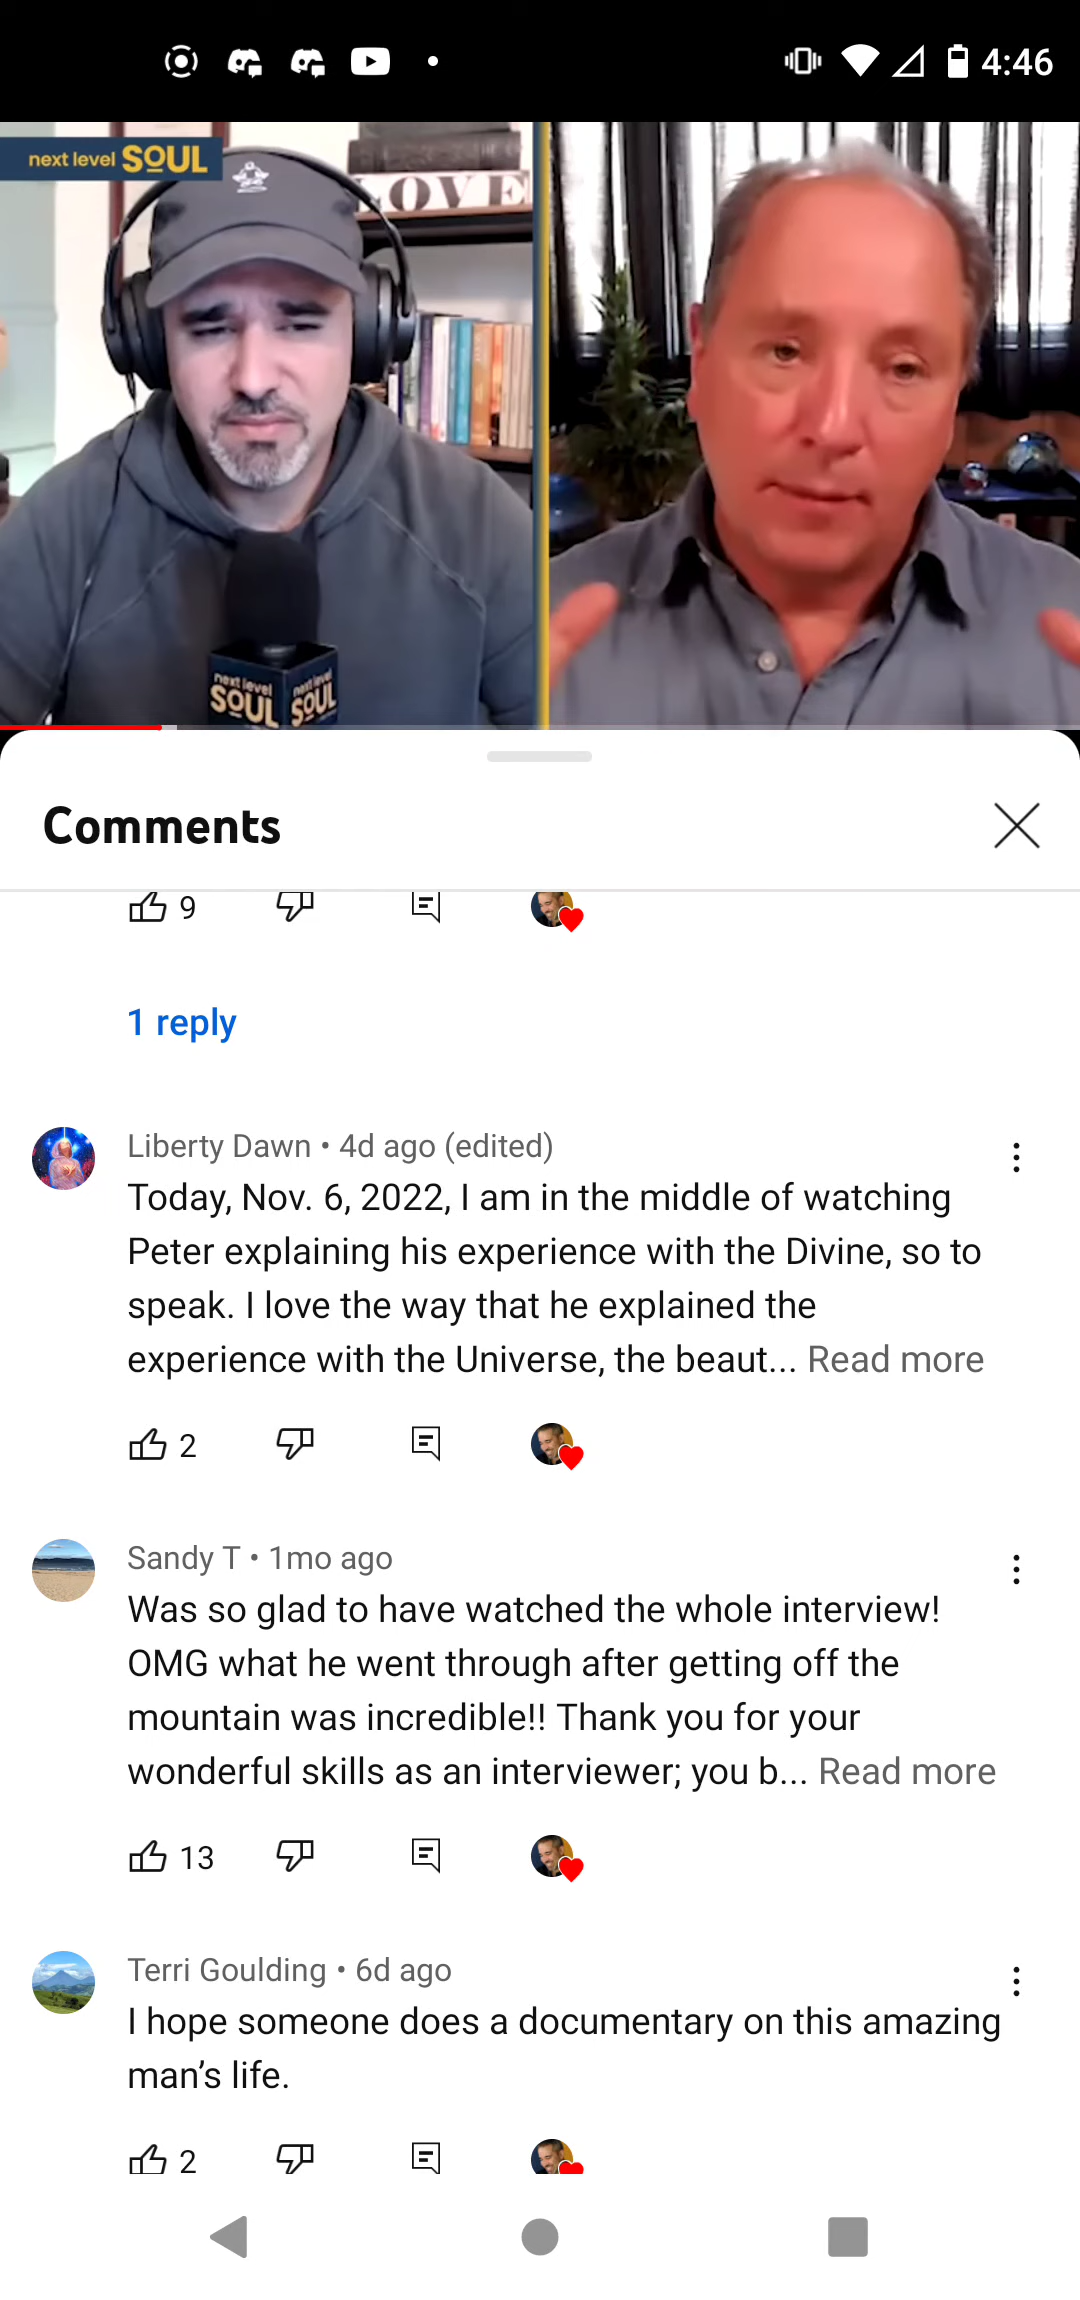 4:46
next level SOUL
LOVE
next level
SOUL
next level
SOUL
Comments
9
1 reply
Liberty Dawn • 4d ago (edited)
Today, Nov. 6, 2022, I am in the middle of watching
Peter explaining his experience with the Divine, so to
speak. I love the way that he explained the
experience with the Universe, the beaut... Read more
2
Sandy T • 1mo ago
Was so glad to have watched the whole interview!
OMG what he went through after getting off the
mountain was incredible!! Thank you for your
wonderful skills as an interviewer; you b... Read more
13
Terri Goulding • 6d ago
I hope someone does a documentary on this amazing
man’s life.
2